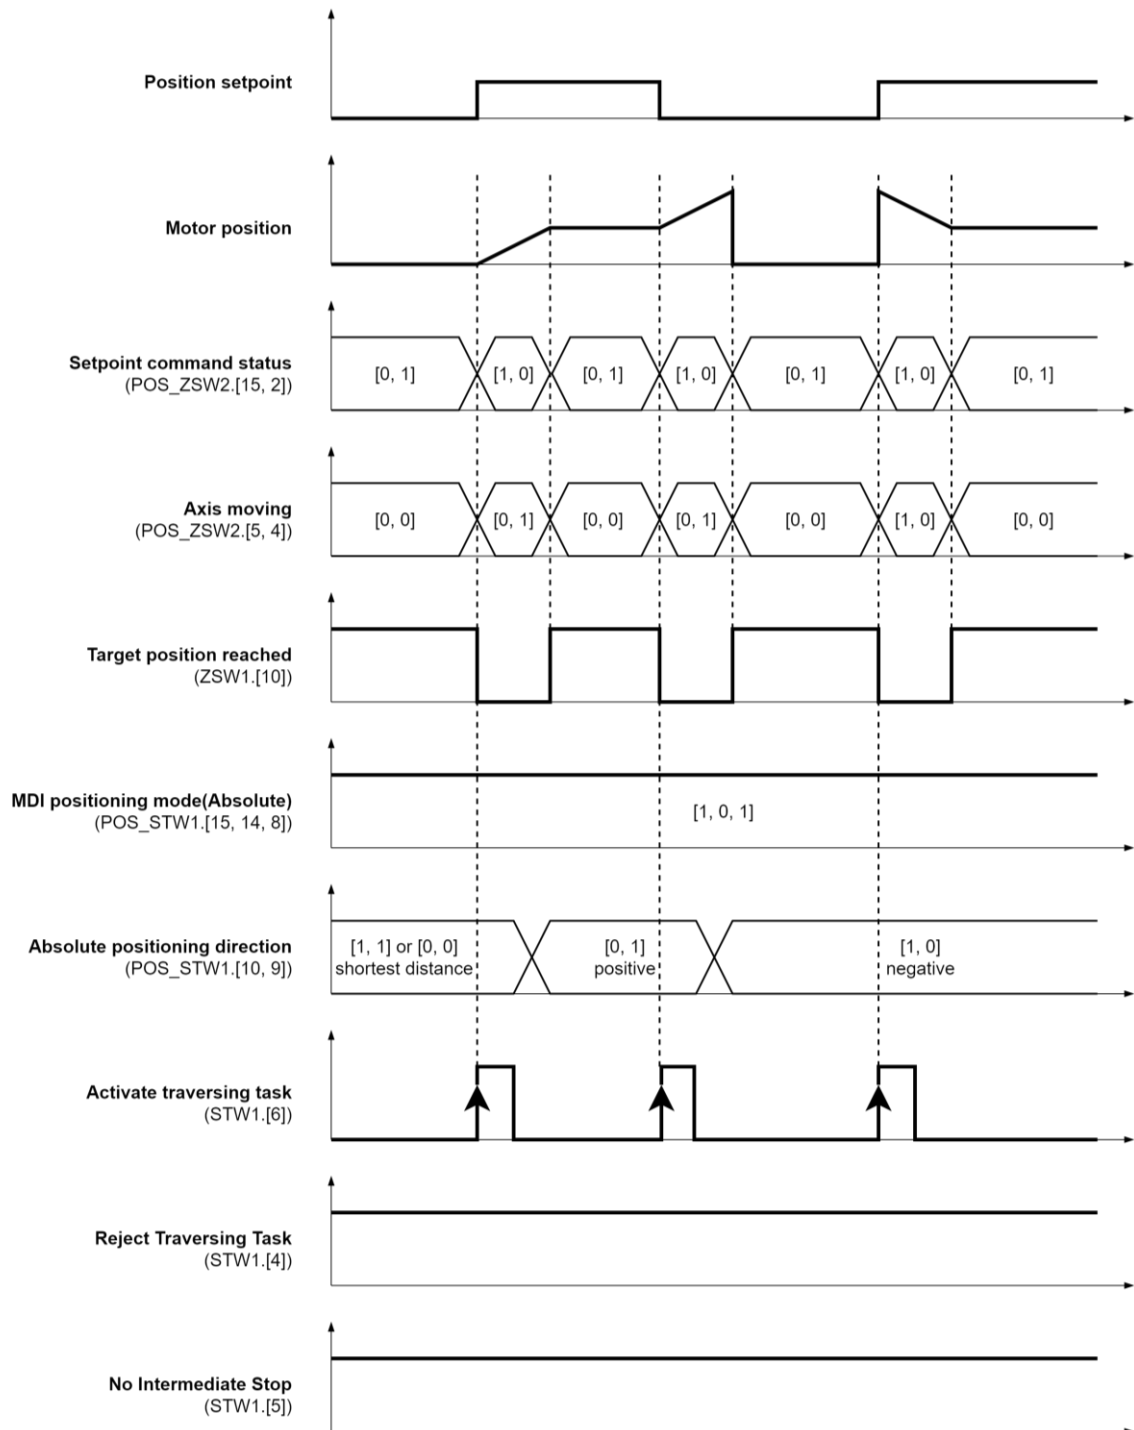 Position setpoint
Motor position
Setpoint command status
(POS_ZSW2.[15, 2])
[0, 1]
[1, 0]
[0, 1]
[1, 0]
[0, 1]
[1, 0]
[0, 1]
Axis moving
(POS_ZSW2.[5, 4])
[0, 0]
[0, 1]
[0, 0]
[0, 1]
[0, 0]
[1, 0]
[0, 0]
Target position reached
(ZSW1.[10])
MDI positioning mode(Absolute)
(POS_STW1.[15, 14, 8])
[1, 0, 1]
Absolute positioning direction
(POS_STW1.[10, 9])
[1, 1] or [0, 0]
shortest distance
[0, 1]
positive
[1, 0]
negative
Activate traversing task
(STW1.[6])
Reject Traversing Task
(STW1.[4])
No Intermediate Stop
(STW1.[5])